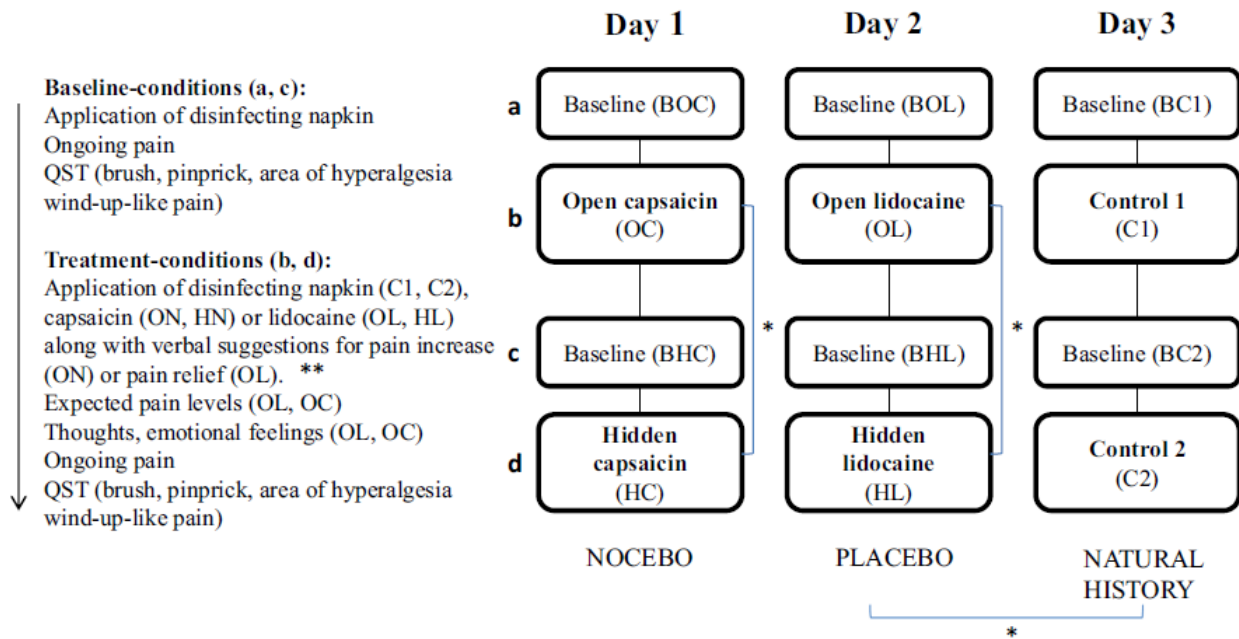 Day 1
Day 2
Day 3
Baseline-conditions (a, c):
Application of disinfecting napkin
Ongoing pain
QST (brush, pinprick, area of hyperalgesia
wind-up-like pain)
Treatment-conditions (b, d):
Application of disinfecting napkin (C1, C2),
capsaicin (ON, HN) or lidocaine (OL, HL)
along with verbal suggestions for pain increase
(ON) or pain relief (OL). **
Expected pain levels (OL, OC)
Thoughts, emotional feelings (OL, OC)
Ongoing pain
QST (brush, pinprick, area of hyperalgesia
wind-up-like pain)
a
Baseline (BOC)
Baseline (BOL)
Baseline (BC1)
b
Open capsaicin
(OC)
Open lidocaine
(OL)
Control 1
(C1)
*
*
c
Baseline (BHC)
Baseline (BHL)
Baseline (BC2)
d
Hidden
capsaicin
(HC)
Hidden
lidocaine
(HL)
Control 2
(C2)
NOCEBO
PLACEBO
NATURAL
HISTORY
*